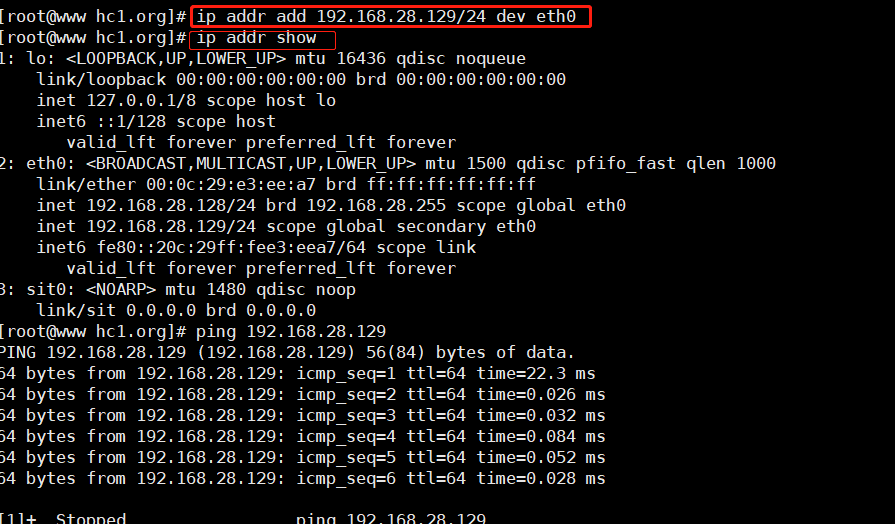 [root@www hc1.org]# ip addr add 192.168.28.129/24 dev eth0
[root@www hc1.org]# ip addr show
1: lo: <LOOPBACK,UP,LOWER_UP> mtu 16436 qdisc noqueue
link/loopback 00:00:00:00:00:00 brd 00:00:00:00:00:00
inet 127.0.0.1/8 scope host lo
inet6 ::1/128 scope host
valid_lft forever preferred_lft forever
2: eth0: <BROADCAST,MULTICAST,UP,LOWER_UP> mtu 1500 qdisc pfifo_fast qlen 1000
link/ether 00:0c:29:e3:ee:a7 brd ff:ff:ff:ff:ff:ff
inet 192.168.28.128/24 brd 192.168.28.255 scope global eth0
inet 192.168.28.129/24 scope global secondary eth0
inet6 fe80::20c:29ff:fee3:eea7/64 scope link
valid_lft forever preferred_lft forever
3: sit0: <NOARP> mtu 1480 qdisc noop
link/sit 0.0.0.0 brd 0.0.0.0
[root@www hc1.org]# ping 192.168.28.129
PING 192.168.28.129 (192.168.28.129) 56(84) bytes of data.
64 bytes from 192.168.28.129: icmp_seq=1 ttl=64 time=22.3 ms
64 bytes from 192.168.28.129: icmp_seq=2 ttl=64 time=0.026 ms
64 bytes from 192.168.28.129: icmp_seq=3 ttl=64 time=0.032 ms
64 bytes from 192.168.28.129: icmp_seq=4 ttl=64 time=0.084 ms
64 bytes from 192.168.28.129: icmp_seq=5 ttl=64 time=0.052 ms
64 bytes from 192.168.28.129: icmp_seq=6 ttl=64 time=0.028 ms
[1]+ Stopped ping 192.168.28.129